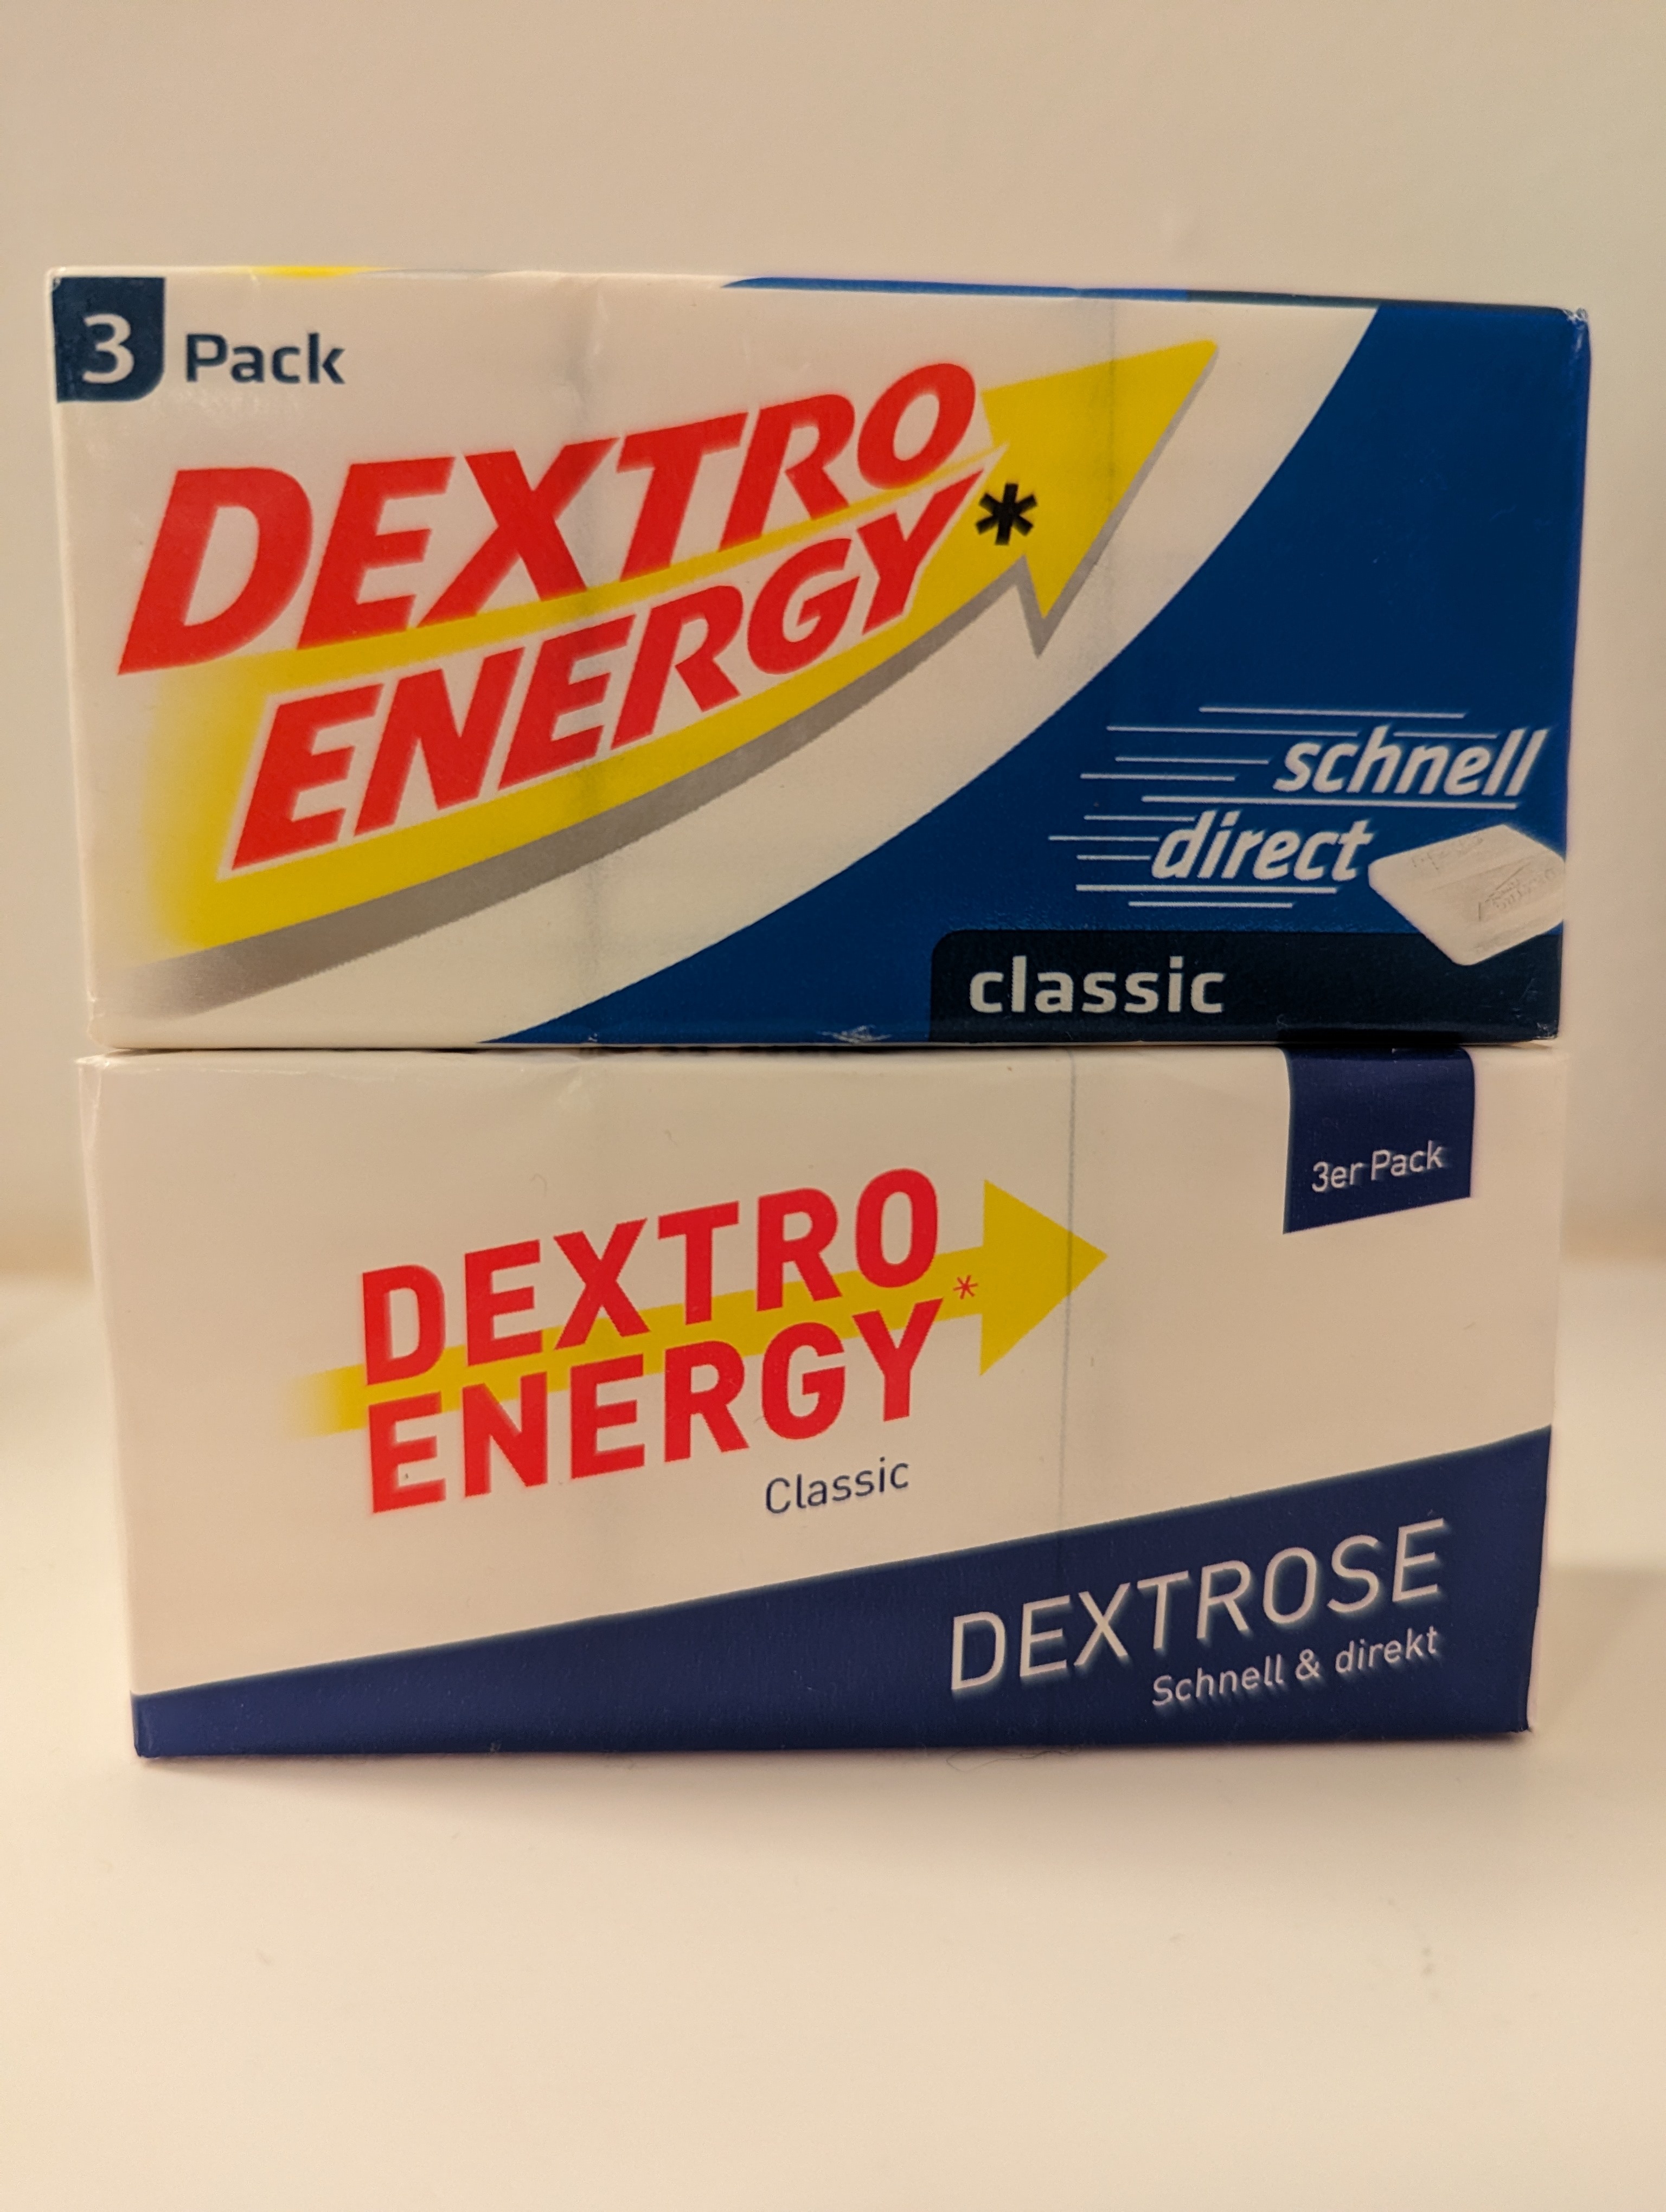 3 Pack
DEXTRO
ENERGY*
schnell
direct
classic
3er Pack
DEXTRO
ENERGY*
Classic
DEXTROSE
Schnell & direkt